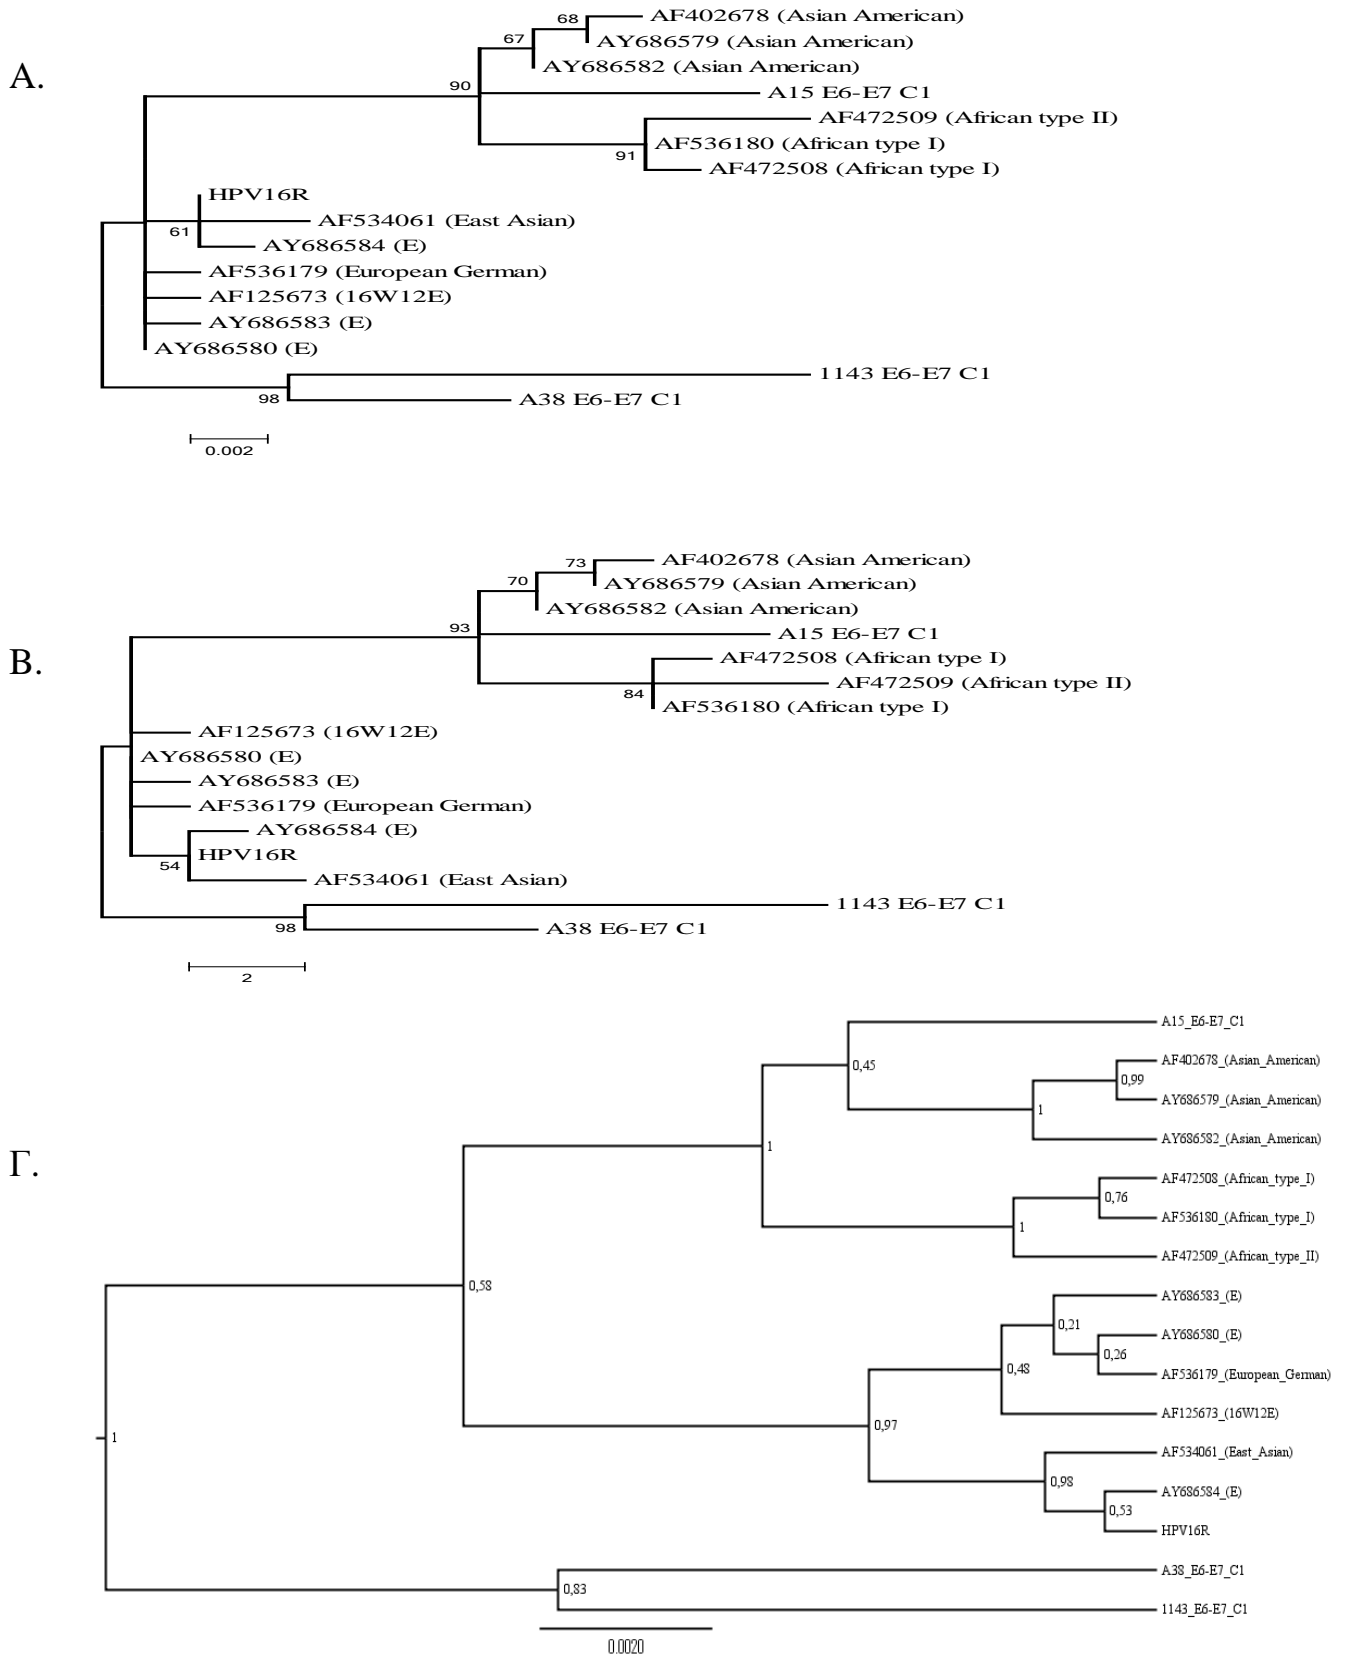 68
AF402678 (Asian American)
67
AY686579 (Asian American)
AY686582 (Asian American)
A.
90
A15 E6-E7 C1
AF472509 (African type II)
AF536180 (African type I)
91
AF472508 (African type I)
HPV16R
AF534061 (East Asian)
61
AY686584 (E)
AF536179 (European German)
AF125673 (16W12E)
AY686583 (E)
AY686580 (E)
1143 E6-E7 C1
98
A38 E6-E7 C1
0.002
73
AF402678 (Asian American)
70
AY686579 (Asian American)
AY686582 (Asian American)
93
A15 E6-E7 C1
B.
AF472508 (African type I)
84
AF472509 (African type II)
AF536180 (African type I)
AF125673 (16W12E)
AY686580 (E)
AY686583 (E)
AF536179 (European German)
AY686584 (E)
54
HPV16R
AF534061 (East Asian)
1143 E6-E7 C1
98
A38 E6-E7 C1
2
A15_E6-E7_C1
0,45
AF402678_(Asian_American)
0,99
AY686579_(Asian_American)
1
AY686582_(Asian_American)
Γ.
1
AF472508_(African_type_I)
0,76
AF536180_(African_type_I)
1
AF472509_(African_type_II)
0,58
AY686583_(E)
0,21
AY686580_(E)
0,26
AF536179_(European_German)
0,48
AF125673_(16W12E)
0,97
AF534061_(East_Asian)
0,98
AY686584_(E)
0,53
HPV16R
1
A38_E6-E7_C1
0,83
1143_E6-E7_C1
0.0020